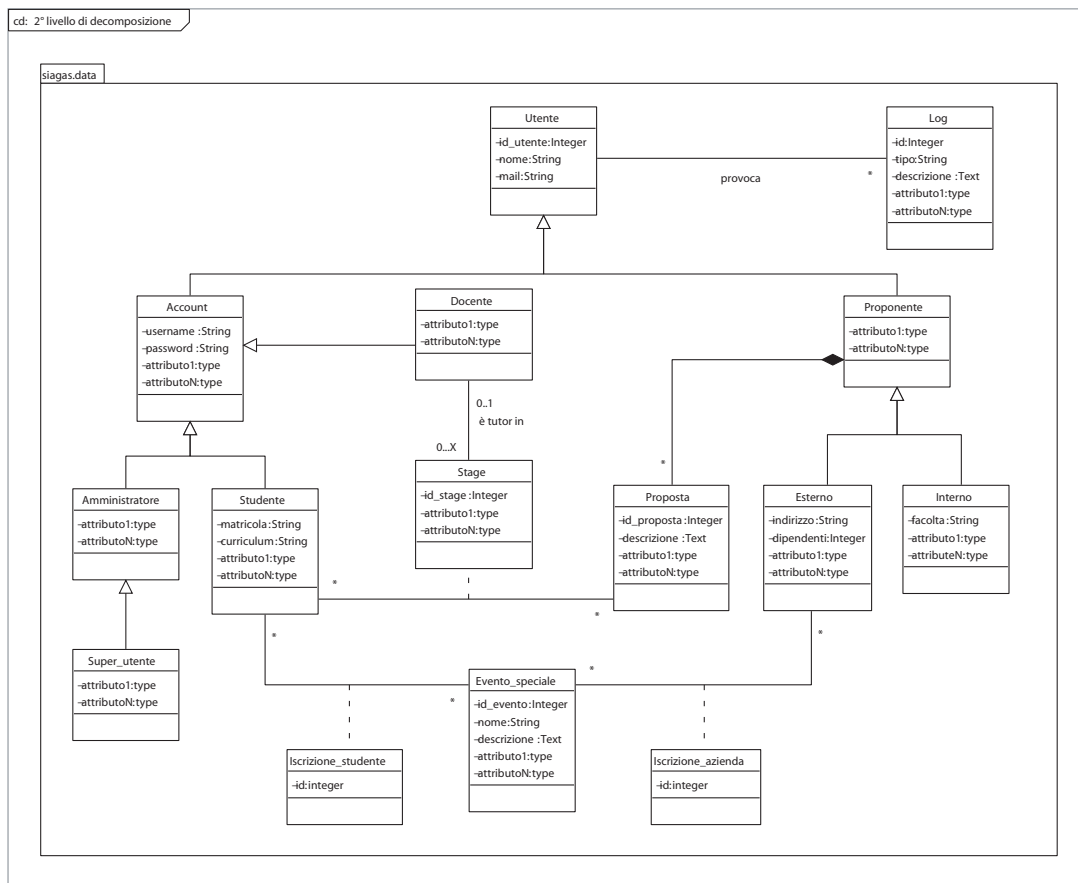 cd: 2° livello di decomposizione
siagas.data
Utente
-id_utente:Integer
-nome:String
-mail:String
Log
-id:Integer
-tipo:String
-descrizione :Text
-attributo1:type
-attributoN:type
provoca
*
Account
-username :String
-password :String
-attributo1:type
-attributoN:type
Docente
-attributo1:type
-attributoN:type
Proponente
-attributo1:type
-attributoN:type
0..1
è tutor in
0...X
*
Amministratore
-attributo1:type
-attributoN:type
Studente
-matricola:String
-curriculum:String
-attributo1:type
-attributoN:type
Stage
-id_stage:Integer
-attributo1:type
-attributoN:type
Proposta
-id_proposta:Integer
-descrizione :Text
-attributo1:type
-attributoN:type
Esterno
-indirizzo:String
-dipendenti:Integer
-attributo1:type
-attributoN:type
Interno
-facolta:String
-attributo1:type
-attributeN:type
*
*
*
*
Super_utente
-attributo1:type
-attributoN:type
*
*
Evento_speciale
-id_evento:Integer
-nome:String
-descrizione :Text
-attributo1:type
-attributoN:type
Iscrizione_studente
-id:integer
Iscrizione_azienda
-id:integer